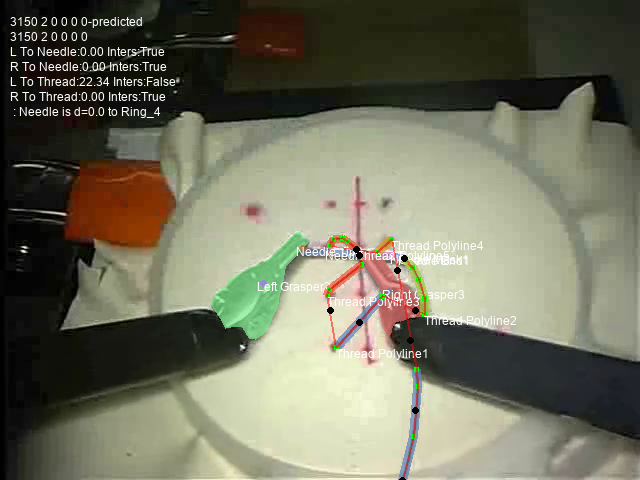 3150 2 0 0 0 0-predicted
3150 2 0 0 0 0
L To Needle:0.00 Inters:True
R To Needle:0.00 Inters:True
L To Thread:22.34 Inters:False
R To Thread:0.00 Inters:True
: Needle is d=0.0 to Ring_4
Thread Polyline4
Left Grasper
Right Grasper3
Thread Polyline3
Thread Polyline2
Thread Polyline1